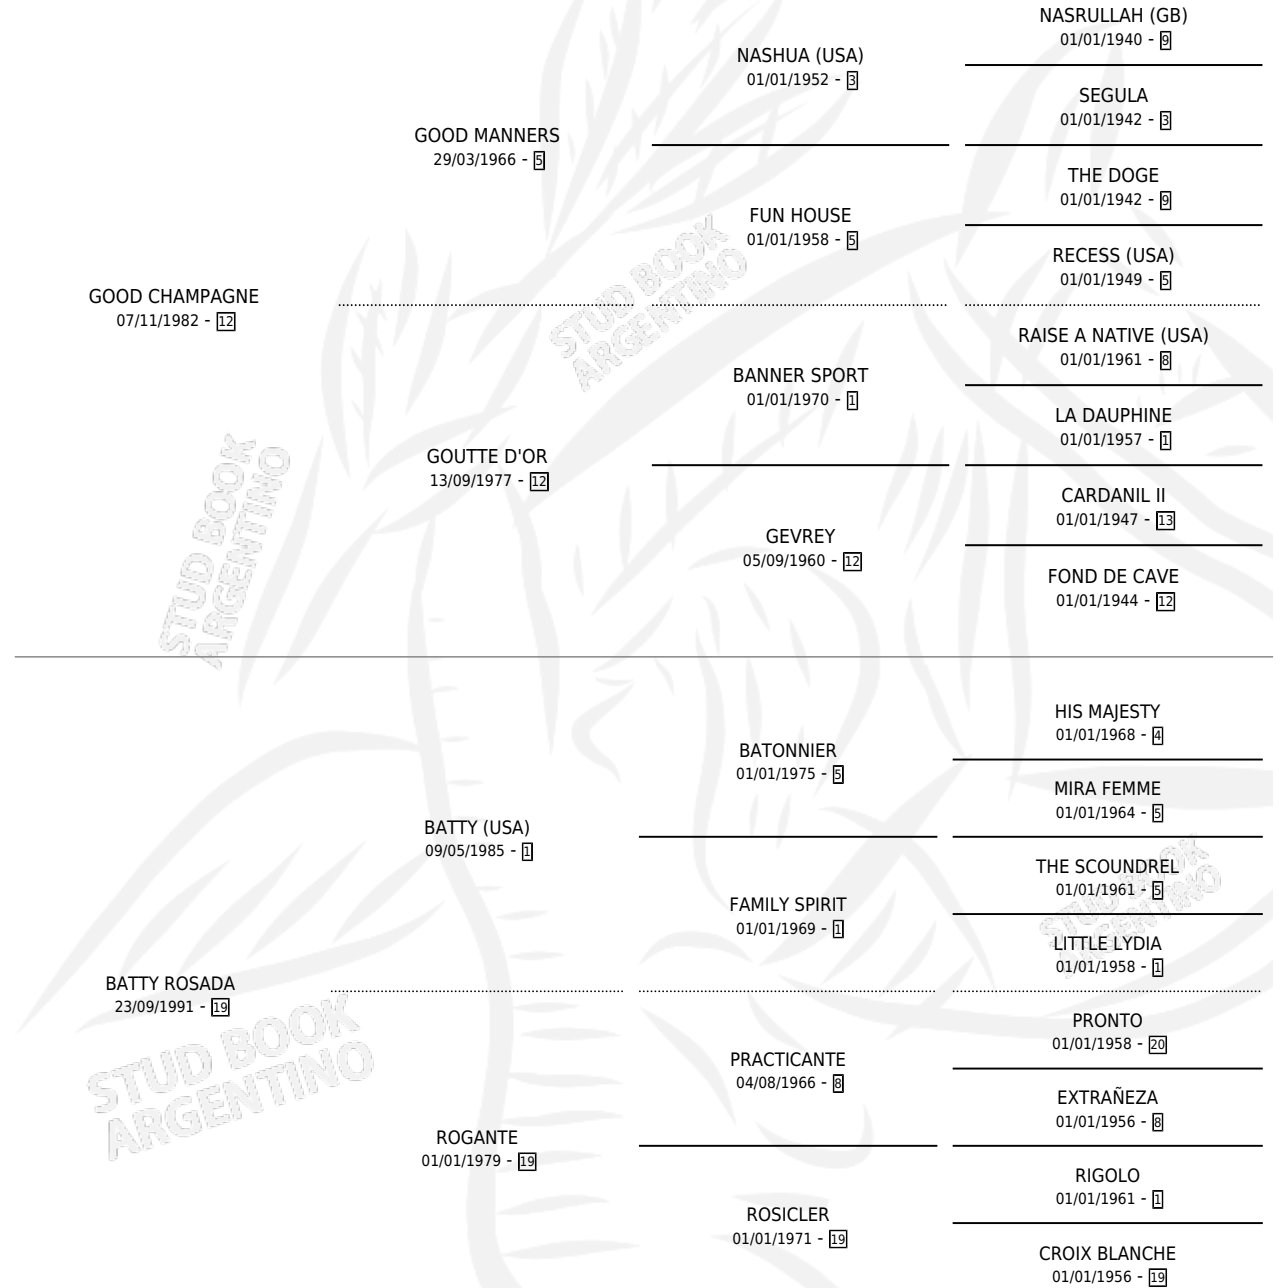 NASRULLAH (GB)
01/01/1940 - 9
NASHUA (USA)
01/01/1952 - 3
SEGULA
01/01/1942 - 3
GOOD MANNERS
29/03/1966 - 5
THE DOGE
01/01/1942 - 9
FUN HOUSE
01/01/1958 - 5
RECESS (USA)
01/01/1949 - 5
GOOD CHAMPAGNE
07/11/1982 - 12
RAISE A NATIVE (USA)
01/01/1961 - 8
BANNER SPORT
01/01/1970 - 1
LA DAUPHINE
01/01/1957 - 1
GOUTTE D'OR
13/09/1977 - 12
CARDANIL II
01/01/1947 - 13
GEVREY
05/09/1960 - 12
FOND DE CAVE
01/01/1944 - 12
HIS MAJESTY
01/01/1968 - 4
BATONNIER
01/01/1975 - 5
MIRA FEMME
01/01/1964 - 5
BATTY (USA)
09/05/1985 - 1
THE SCOUNDREL
01/01/1961 - 5
FAMILY SPIRIT
01/01/1969 - 1
LITTLE LYDIA
01/01/1958 - 1
BATTY ROSADA
23/09/1991 - 19
PRONTO
01/01/1958 - 20
PRACTICANTE
04/08/1966 - 8
EXTRAÑEZA
01/01/1956 - 8
ROGANTE
01/01/1979 - 19
RIGOLO
01/01/1961 - 1
ROSICLER
01/01/1971 - 19
CROIX BLANCHE
01/01/1956 - 19
STUD BOOK
ARGENTINO
STUD BOOK
ARGENTINO
STUD BOOK
ARGENTINO
STUD BOOK
ARGENTINO